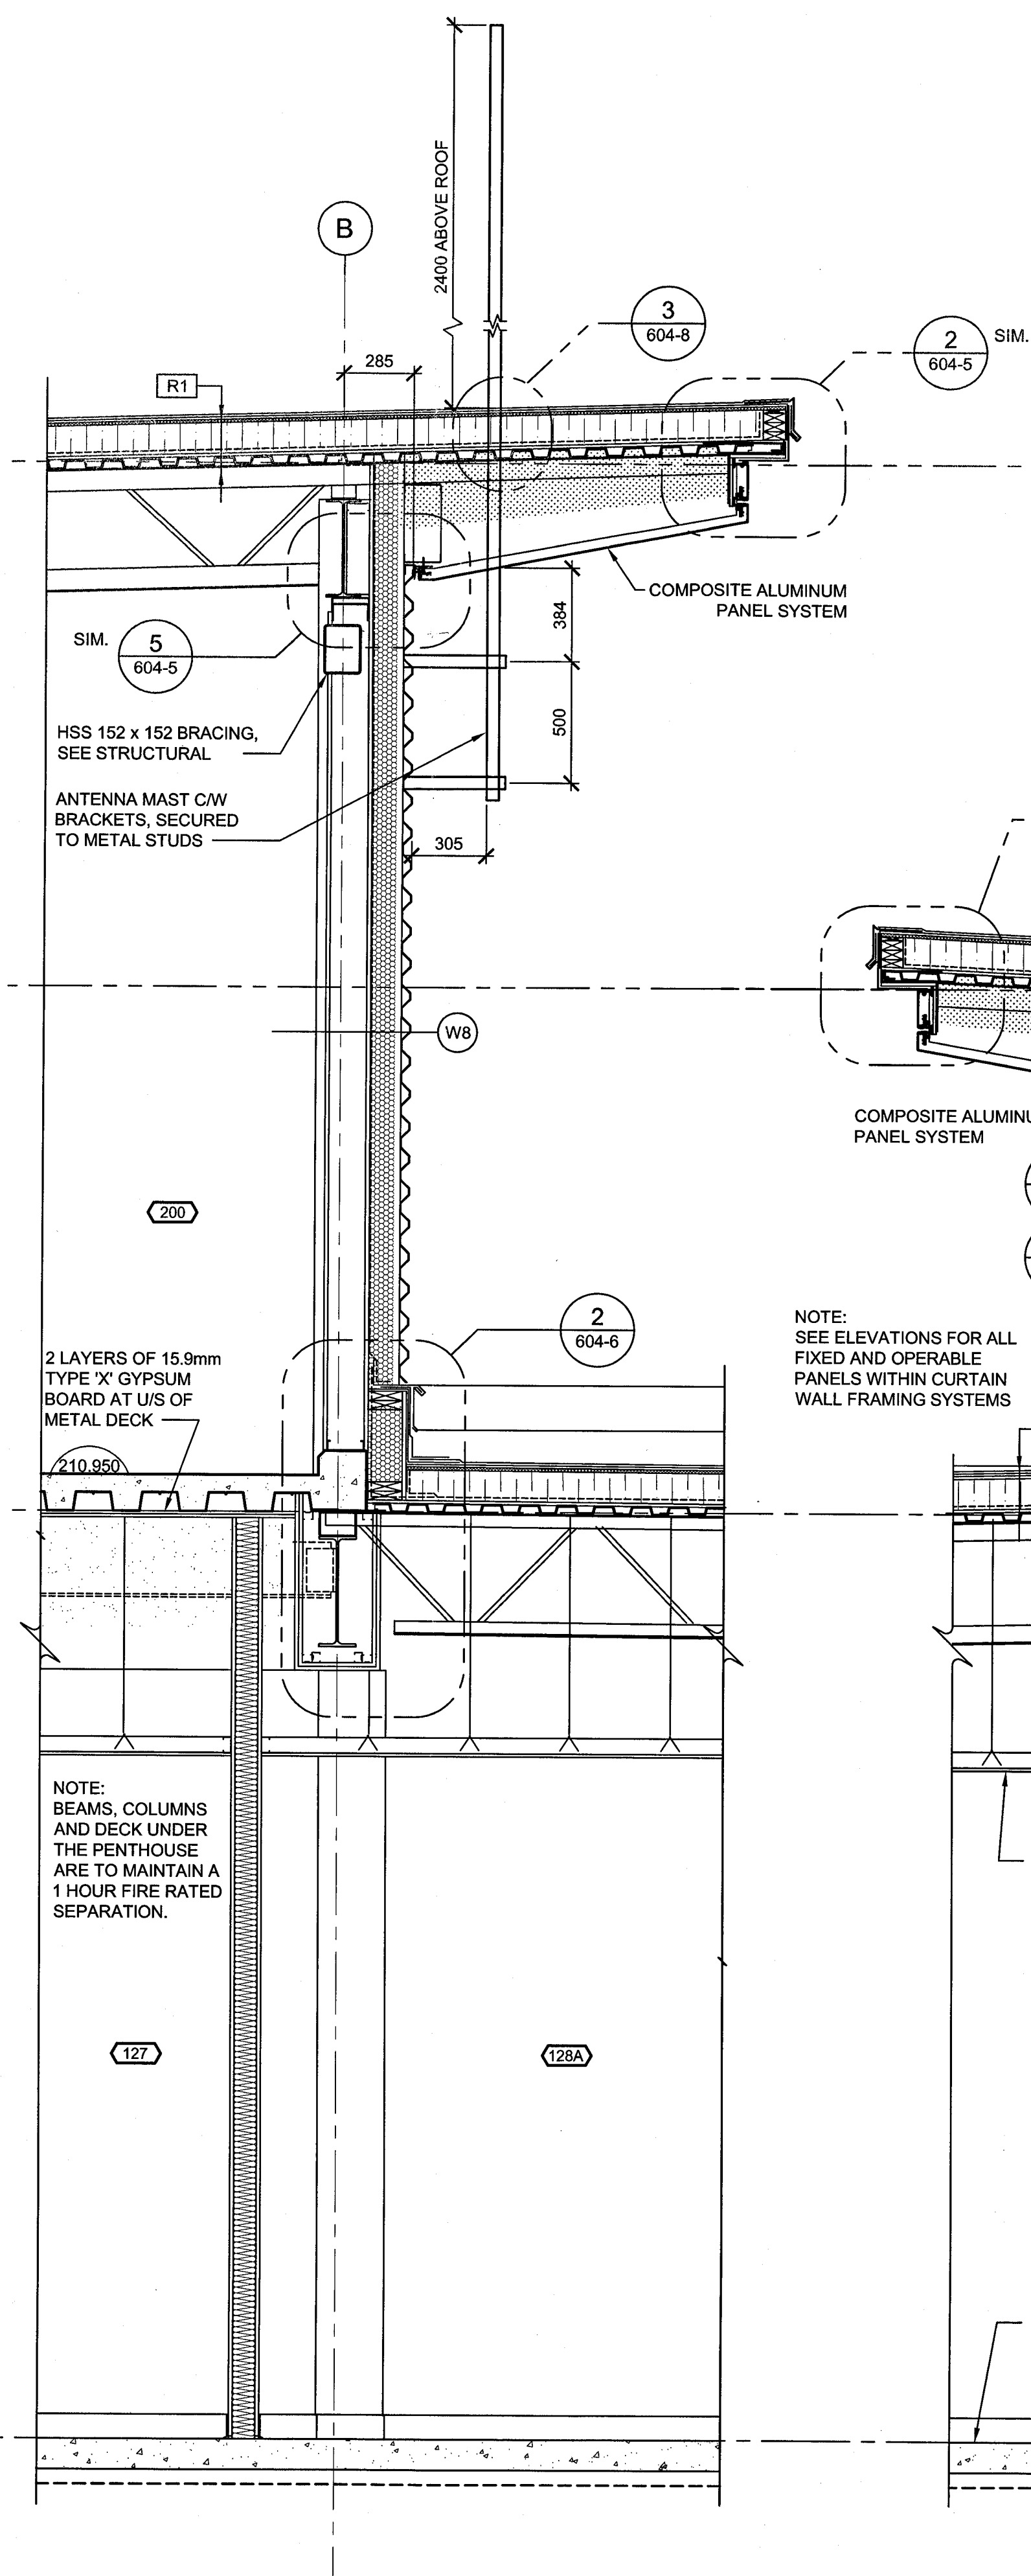 2400 ABOVE ROOF
B
3
604-8
2
604-5
SIM.
285
R1
COMPOSITE ALUMINUM
PANEL SYSTEM
384
SIM.
5
604-5
500
HSS 152 x 152 BRACING,
SEE STRUCTURAL
ANTENNA MAST C/W
BRACKETS, SECURED
TO METAL STUDS
305
W8
COMPOSITE ALUMINU
PANEL SYSTEM
200
2
604-6
NOTE:
SEE ELEVATIONS FOR ALL
FIXED AND OPERABLE
PANELS WITHIN CURTAIN
WALL FRAMING SYSTEMS
2 LAYERS OF 15.9mm
TYPE 'X' GYPSUM
BOARD AT U/S OF
METAL DECK
210.950
NOTE:
BEAMS, COLUMNS
AND DECK UNDER
THE PENTHOUSE
ARE TO MAINTAIN A
1 HOUR FIRE RATED
SEPARATION.
127
128A